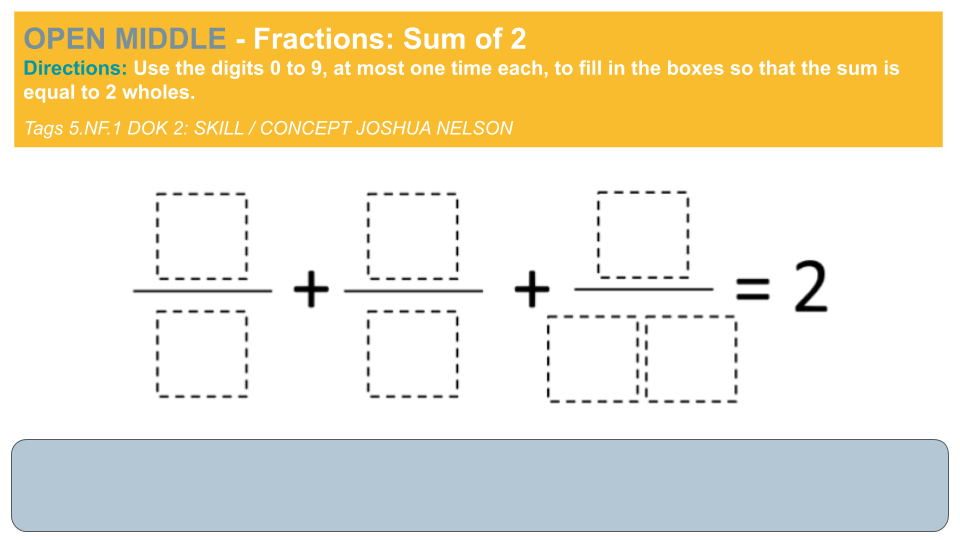 OPEN MIDDLE - Fractions: Sum of 2
Directions: Use the digits 0 to 9, at most one time each, to fill in the boxes so that the sum is
equal to 2 wholes.
Tags 5.NF.1 DOK 2: SKILL / CONCEPT JOSHUA NELSON
+ + = 2